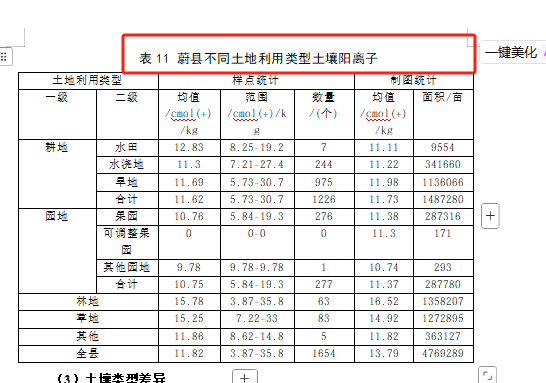 表 11 蔚县不同土地利用类型土壤阳离子
一键美化
土地利用类型 样点统计 制图统计
一级 二级 均值/cmol(+)/kg 范围/cmol(+)/kg 数量/(个) 均值/cmol(+)/kg 面积/亩
耕地 水田 12.83 8.25-19.2 7 11.11 9554
水浇地 11.3 7.21-27.4 244 11.22 341660
旱地 11.69 5.73-30.7 975 11.98 1136066
合计 11.62 5.73-30.7 1226 11.73 1487280
园地 果园 10.76 5.84-19.3 276 11.38 287316
可调整果园 0 0-0 0 11.3 171
其他园地 9.78 9.78-9.78 1 10.74 293
合计 10.75 5.84-19.3 277 11.37 287780
林地 15.78 3.87-35.8 63 16.52 1358207
草地 15.25 7.22-33 83 14.92 1272895
其他 11.86 8.62-14.8 5 11.82 363127
全县 11.82 3.87-35.8 1654 13.79 4769289
（3）土壤类型差异